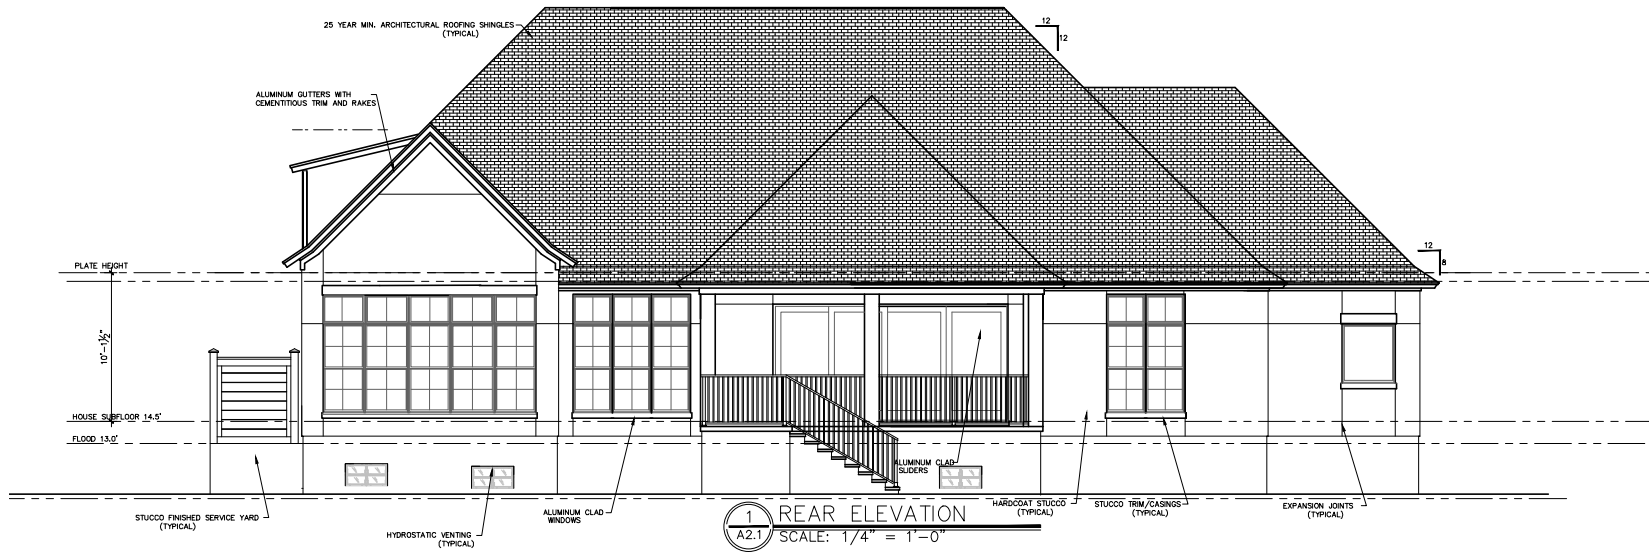 25 YEAR MIN. ARCHITECTURAL ROOFING SHINGLES
(TYPICAL)
12
12
ALUMINUM GUTTERS WITH
CEMENTITIOUS TRIM AND RAKES
12
8
PLATE HEIGHT
10'-1½"
HOUSE SUBFLOOR 14.5'
FLOOD 13.0'
ALUMINUM CLAD
SLIDERS
STUCCO FINISHED SERVICE YARD
(TYPICAL)
HYDROSTATIC VENTING
(TYPICAL)
ALUMINUM CLAD
WINDOWS
HARDCOAT STUCCO
(TYPICAL)
STUCCO TRIM/CASINGS
(TYPICAL)
EXPANSION JOINTS
(TYPICAL)
1
A2.1
REAR ELEVATION
SCALE: 1/4" = 1'-0"